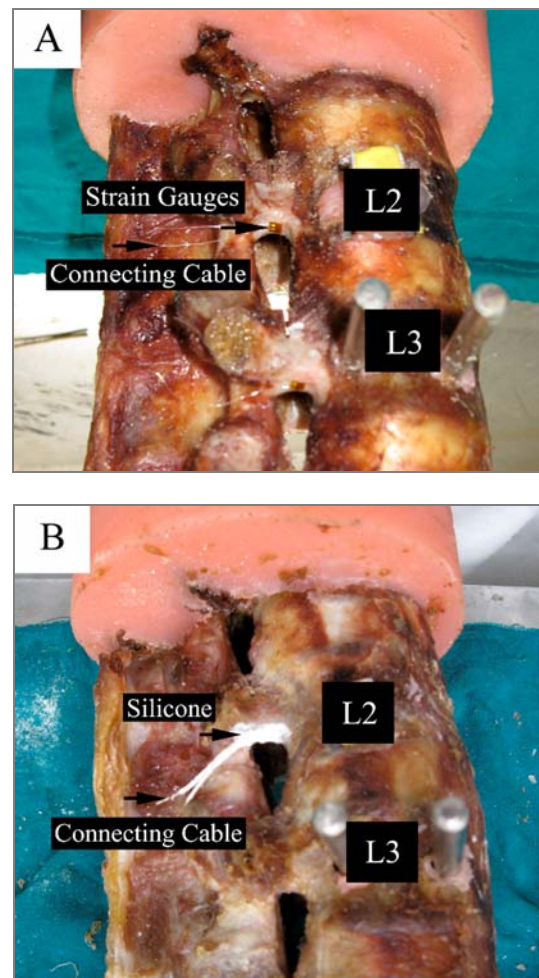 A
Strain Gauges
L2
Connecting Cable
L3
B
Silicone
L2
Connecting Cable
L3